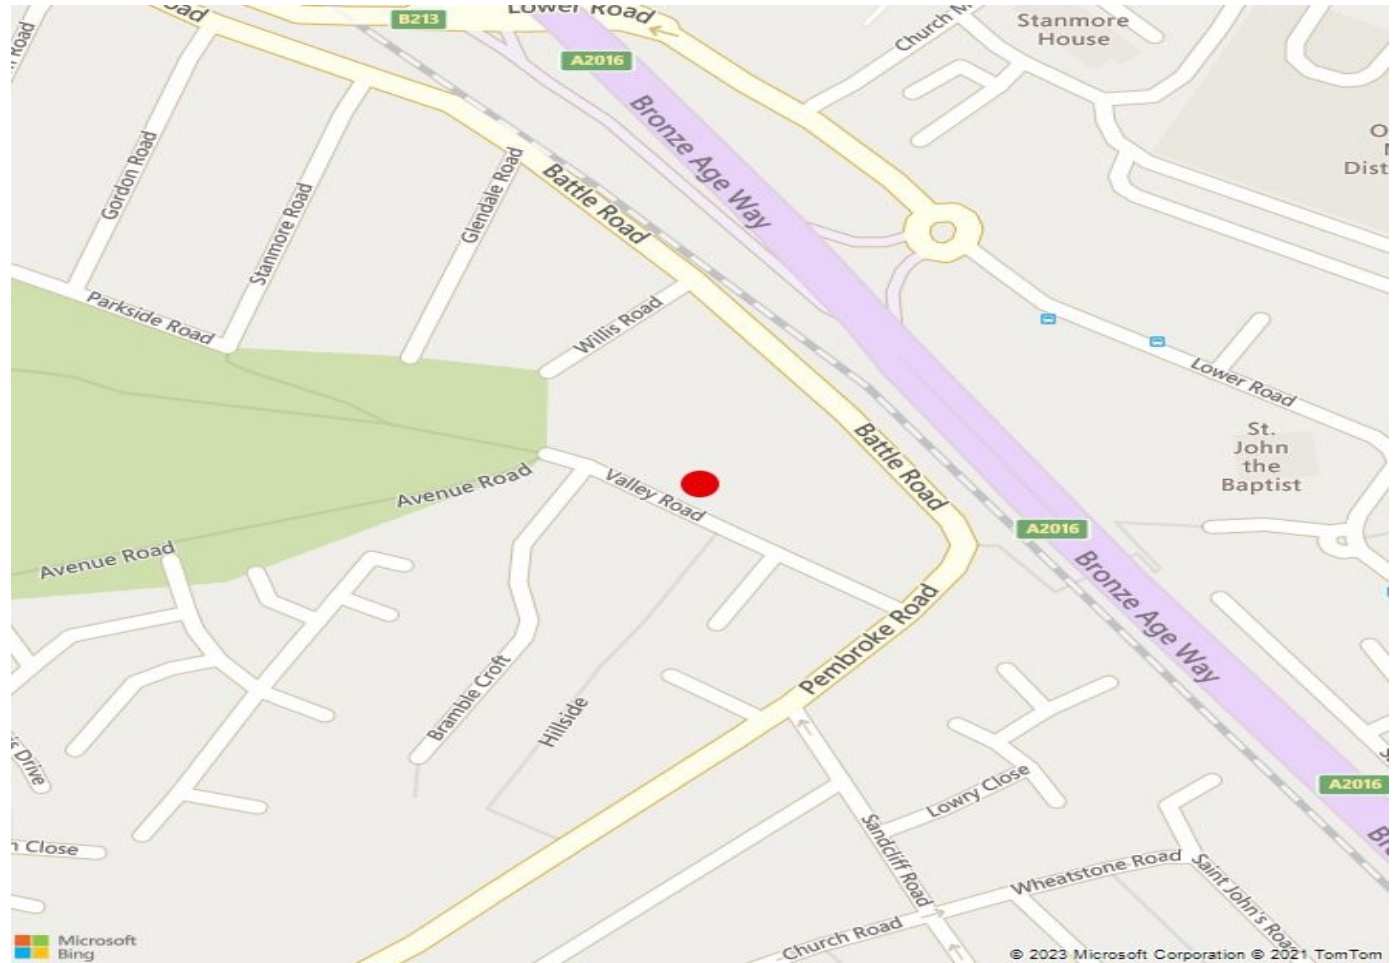 Road
B213
Lower Road
A2016
Church M
Stanmore
House
Road
Bronze Age Way
O
M
Dist
Gordon Road
Stanmore Road
Glendale Road
Battle Road
Parkside Road
Willis Road
Lower Road
Battle Road
St.
John
the
Baptist
Avenue Road
Valley Road
A2016
Avenue Road
Bronze Age Way
Pembroke Road
Bramble Croft
Hillside
s Drive
A2016
Lowry Close
Close
Sandcliff Road
Wheatstone Road
Saint John's Road
Church Road
Microsoft
Bing
© 2023 Microsoft Corporation © 2021 TomTom